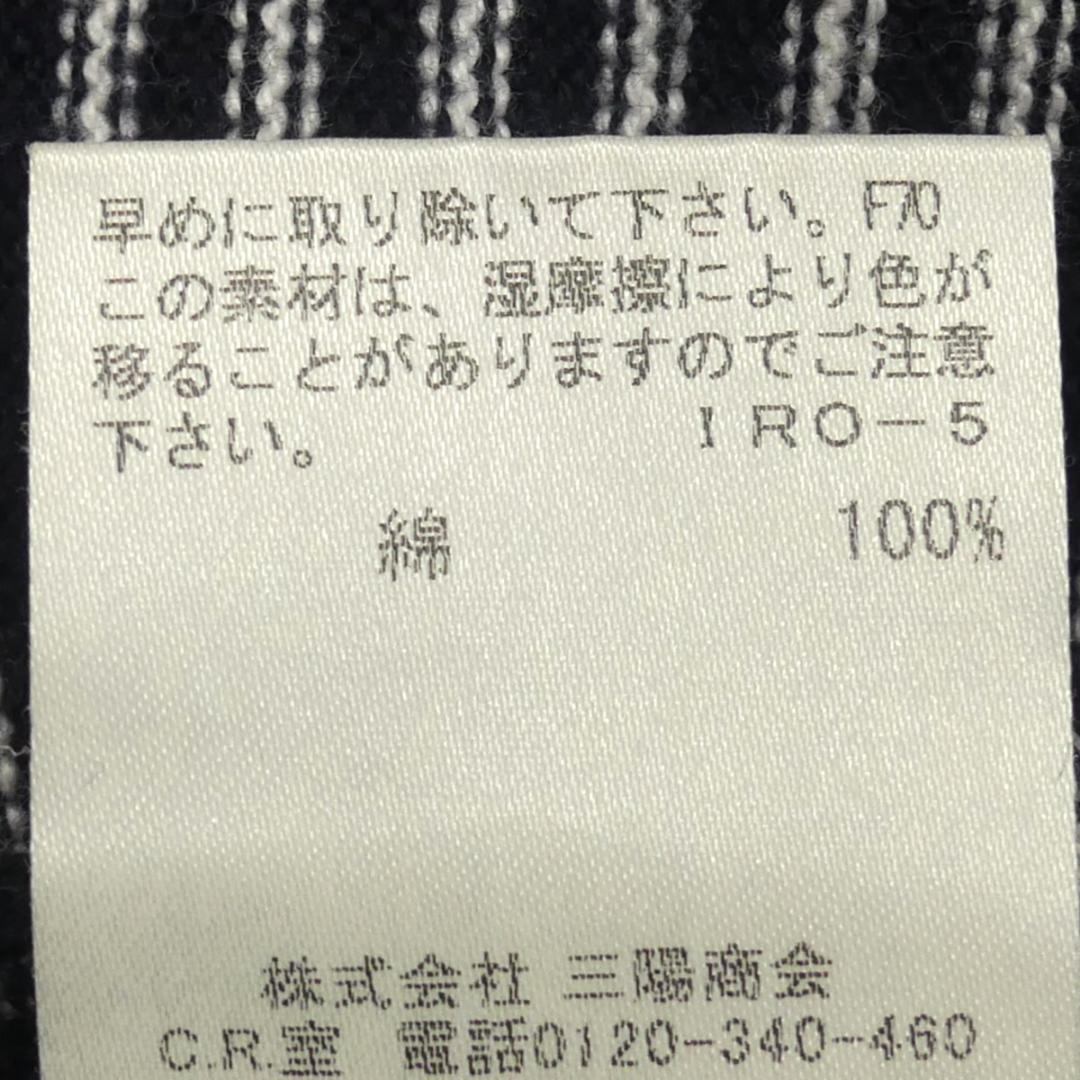 早めに取り除いて下さい。F70
この素材は、湿摩擦により色が
移ることがありますのでご注意
下さい。 IRO-5
綿 100%
株式会社 三陽商会
C.R.室 電話0120-340-460